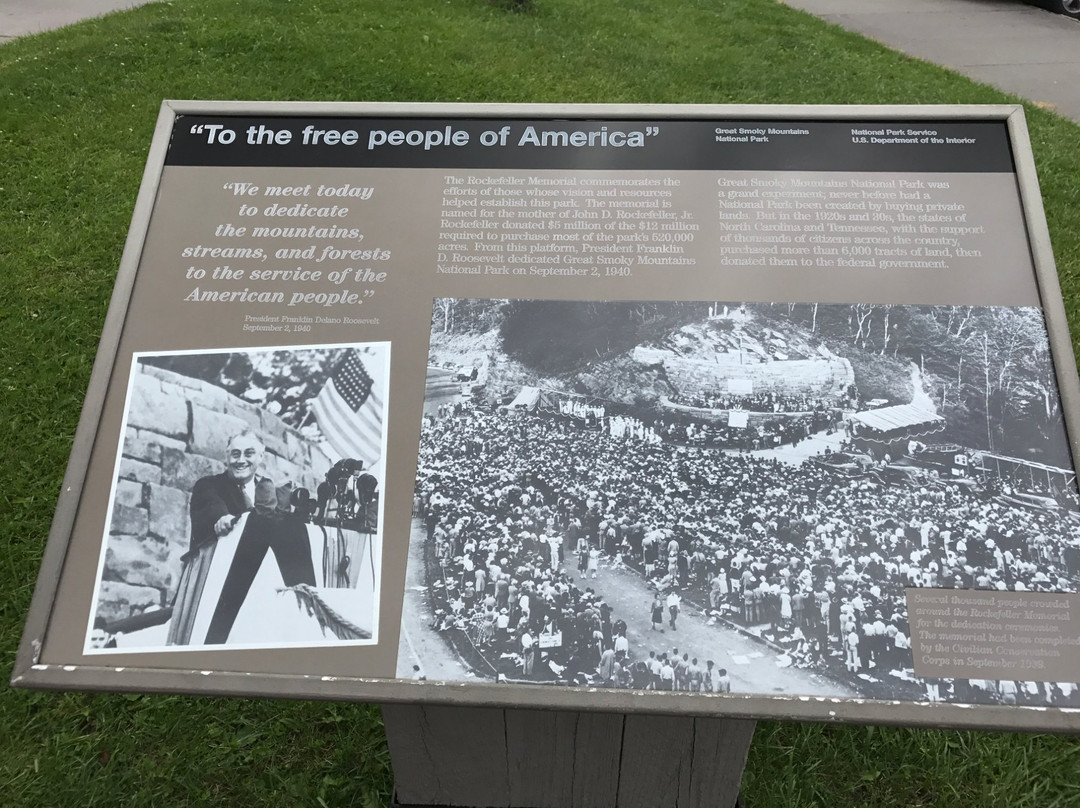 “To the free people of America”
Great Smoky Mountains
National Park
National Park Service
U.S. Department of the Interior
“We meet today
to dedicate
the mountains,
streams, and forests
to the service of the
American people.”
President Franklin Delano Roosevelt
September 2, 1940
The Rockefeller Memorial commemorates the
efforts of those whose vision and resources
helped establish this park. The memorial is
named for the mother of John D. Rockefeller, Jr.
Rockefeller donated $5 million of the $12 million
required to purchase most of the park's 520,000
acres. From this platform, President Franklin
D. Roosevelt dedicated Great Smoky Mountains
National Park on September 2, 1940.
Great Smoky Mountains National Park was
a grand experiment; never before had a
National Park been created by buying private
lands. But in the 1920s and 30s, the states of
North Carolina and Tennessee, with the support
of thousands of citizens across the country,
purchased more than 6,000 tracts of land, then
donated them to the federal government.
Several thousand people crowded
around the Rockefeller Memorial
for the dedication ceremonies.
The memorial had been completed
by the Civilian Conservation
Corps in September 1939.